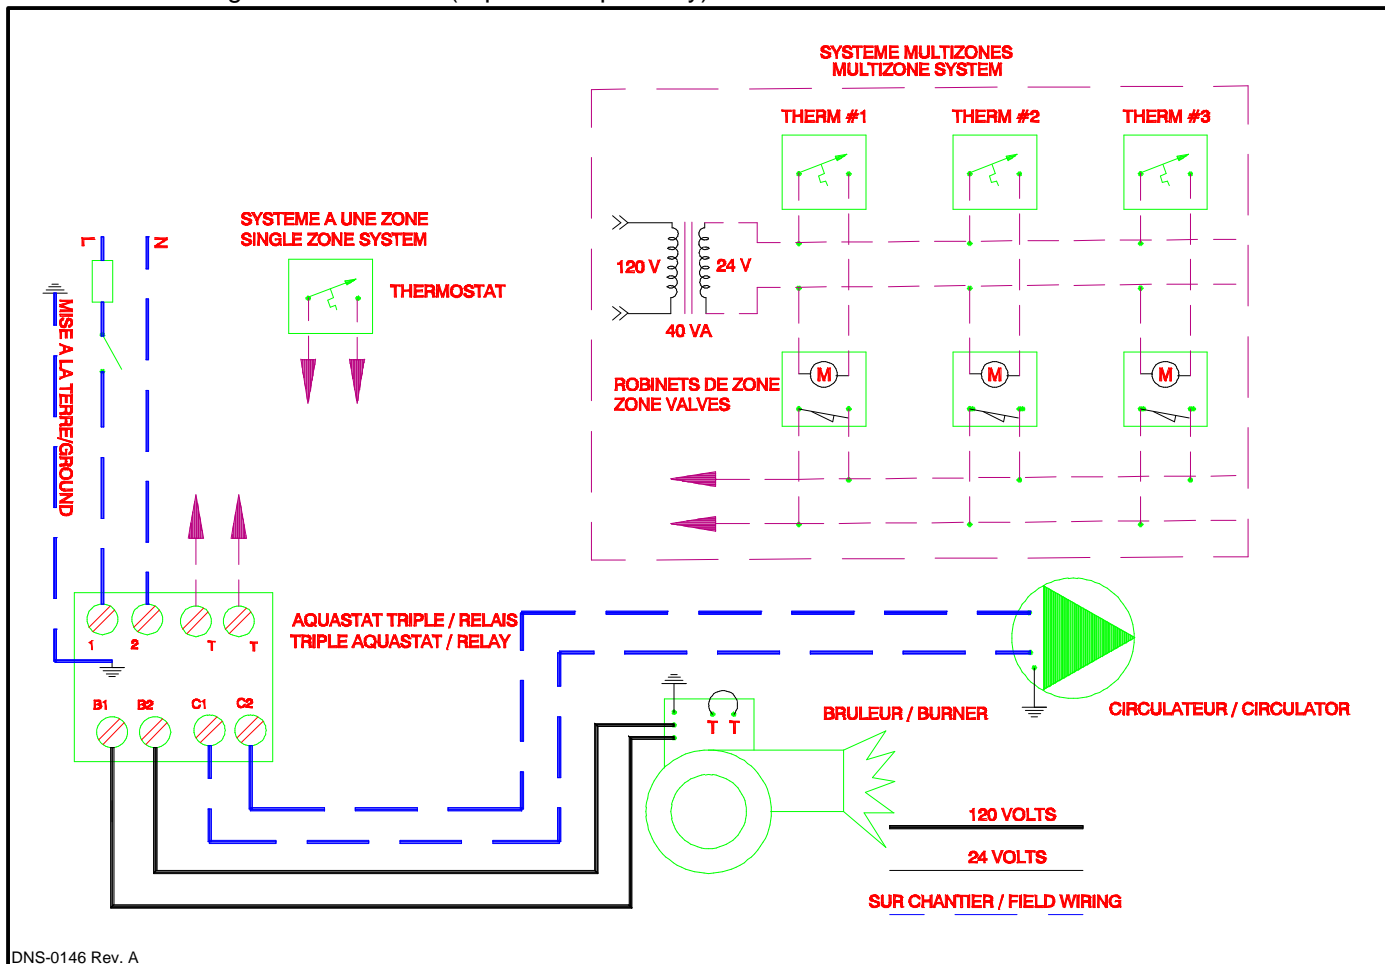 SYSTEME MULTIZONES
MULTIZONE SYSTEM
THERM #1
THERM #2
THERM #3
SYSTEME A UNE ZONE
SINGLE ZONE SYSTEM
L
N
THERMOSTAT
120 V
24 V
40 VA
MISE A LA TERRE/GROUND
M
M
M
ROBINETS DE ZONE
ZONE VALVES
AQUASTAT TRIPLE / RELAIS
TRIPLE AQUASTAT / RELAY
1
2
T
T
B1
B2
C1
C2
T T
BRULEUR / BURNER
CIRCULATEUR / CIRCULATOR
120 VOLTS
24 VOLTS
SUR CHANTIER / FIELD WIRING
DNS-0146 Rev. A